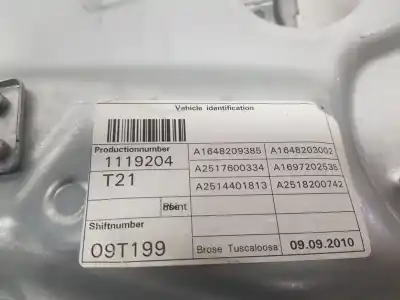 Vehicle identification
Productionnumber
1119204
T21
Shiftnumber
09T199
A1648209385 A1648203002
A2517600334 A1697202535
A2514401813 A2518200742
Brose Tuscaloosa 09.09.2010